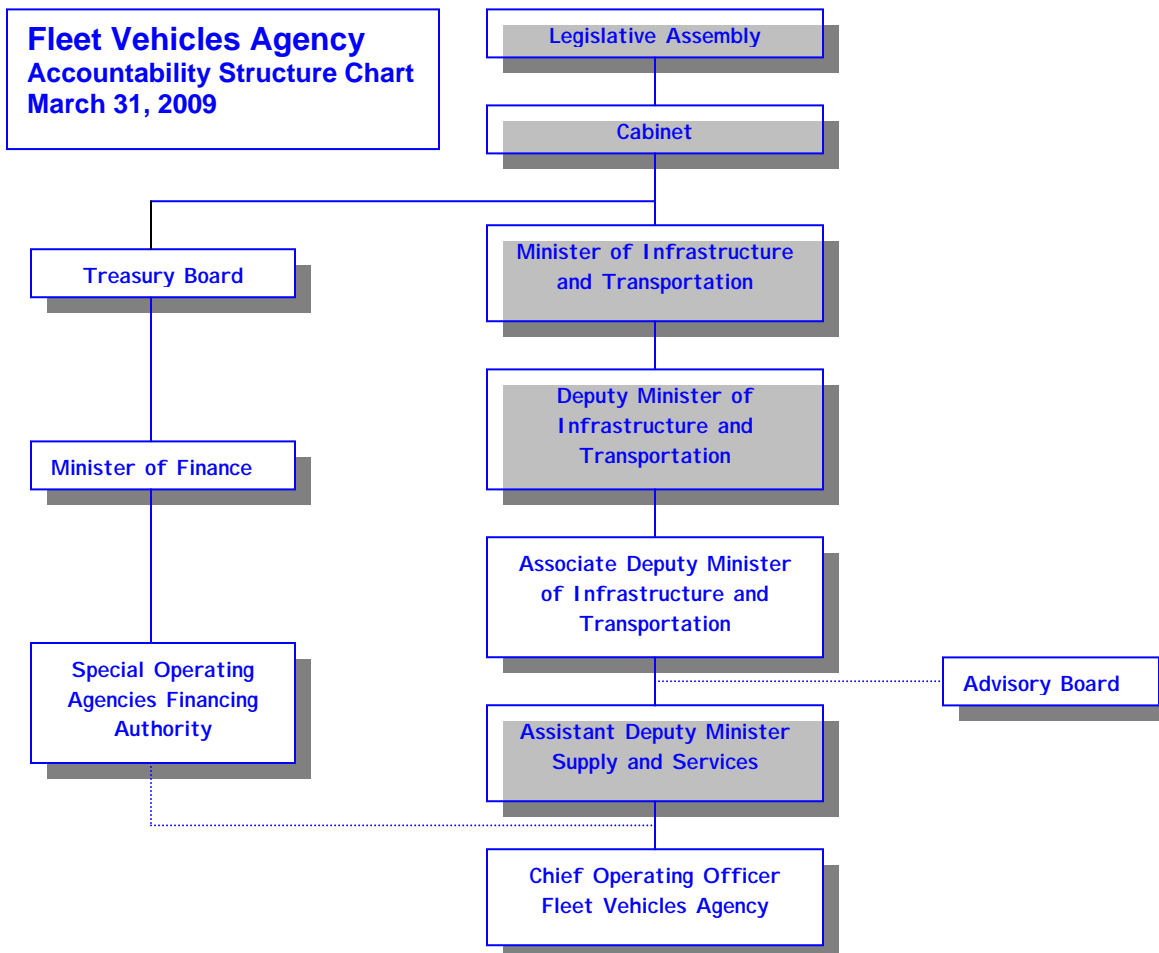 Fleet Vehicles Agency
Accountability Structure Chart
March 31, 2009
Legislative Assembly
Cabinet
Treasury Board
Minister of Infrastructure
and Transportation
Deputy Minister of
Infrastructure and
Transportation
Minister of Finance
Associate Deputy Minister
of Infrastructure and
Transportation
Special Operating
Agencies Financing
Authority
Advisory Board
Assistant Deputy Minister
Supply and Services
Chief Operating Officer
Fleet Vehicles Agency